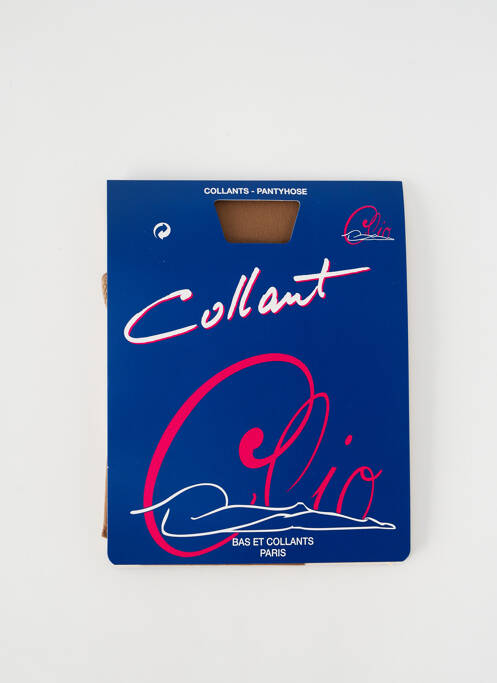 COLLANTS - PANTYHOSE
Clio
Collant
Clio
BAS ET COLLANTS
PARIS